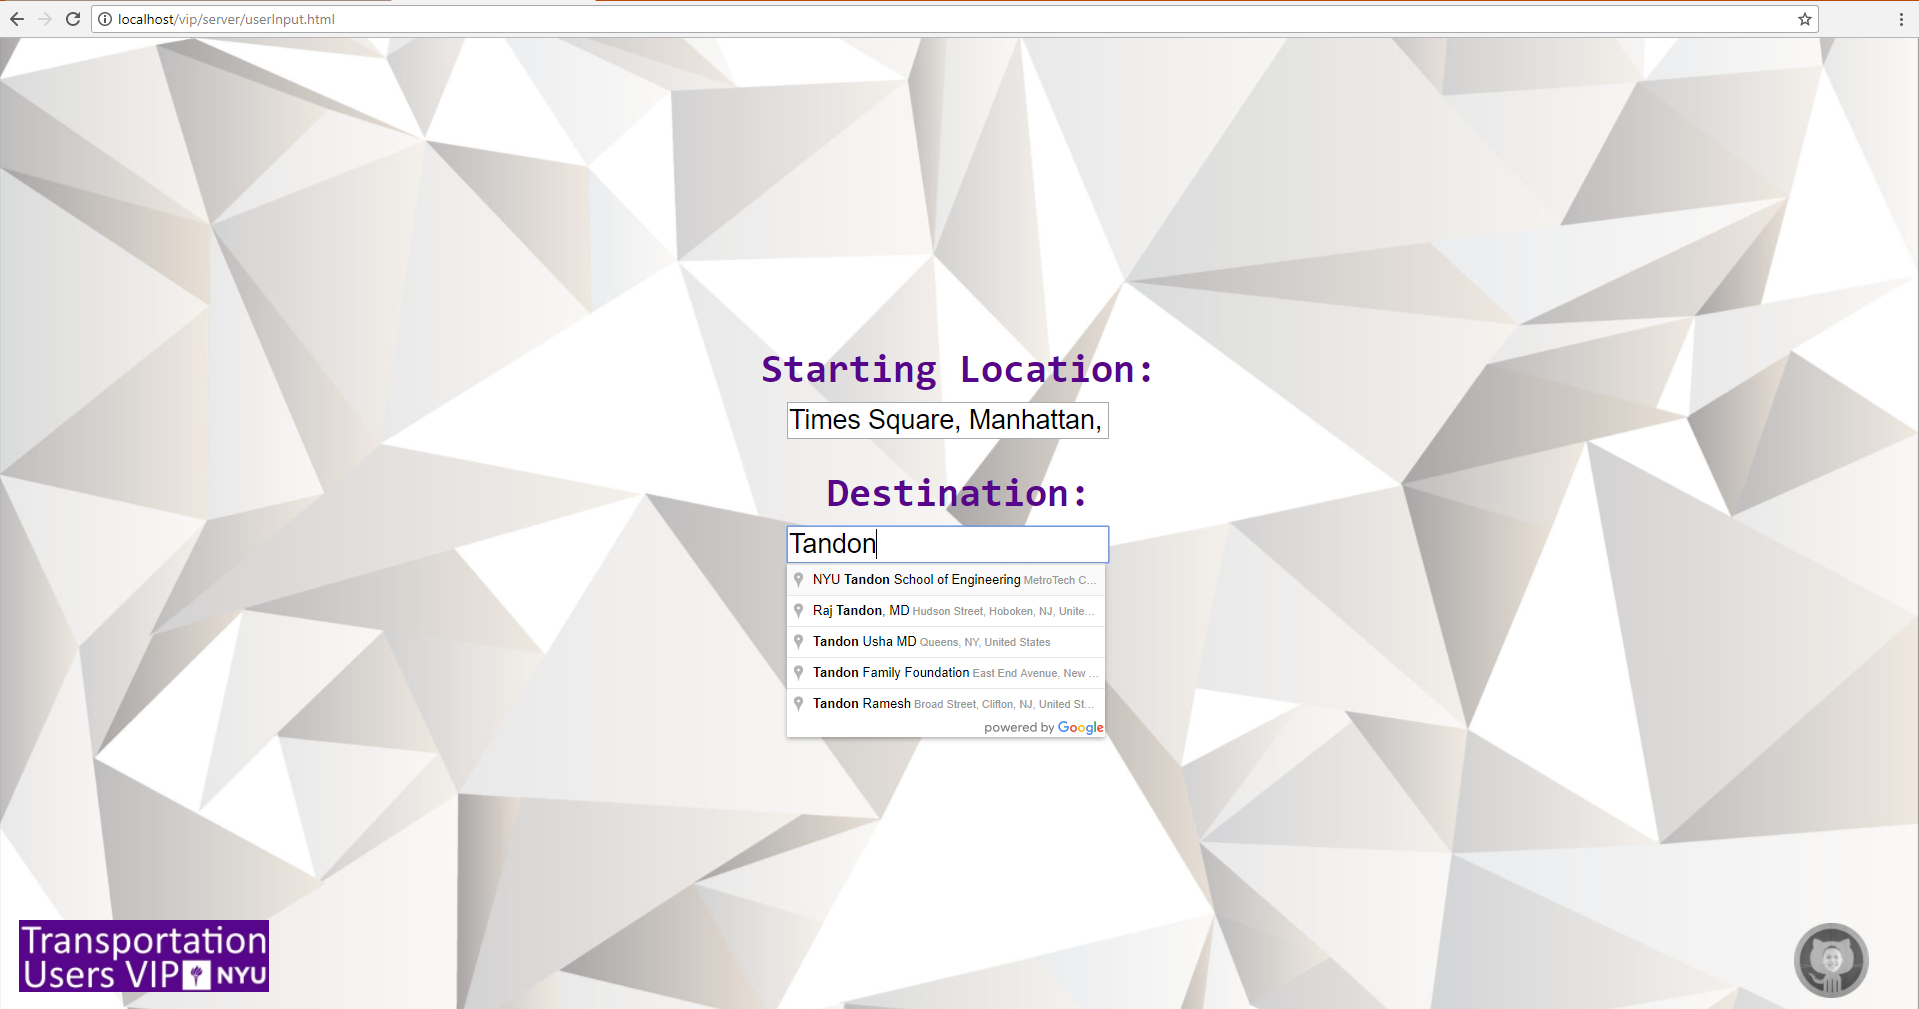 localhost/vip/server/userInput.html
Starting Location:
Times Square, Manhattan,
Destination:
Tandon
NYU Tandon School of Engineering MetroTech C...
Raj Tandon, MD Hudson Street, Hoboken, NJ, Unite...
Tandon Usha MD Queens, NY, United States
Tandon Family Foundation East End Avenue, New ...
Tandon Ramesh Broad Street, Clifton, NJ, United St...
powered by Google
Transportation
Users VIP NYU